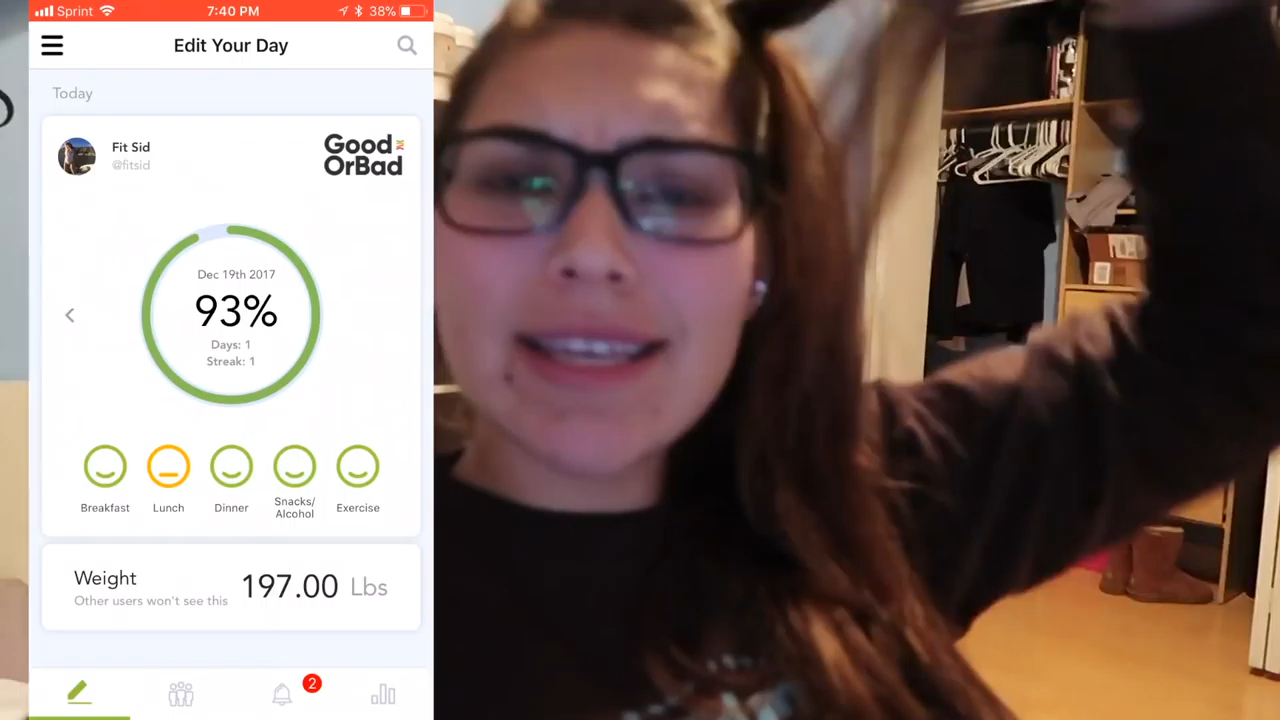 Sprint 7:40 PM 38%
Edit Your Day
Today
Fit Sid
@fitsid
Good
OrBad
Dec 19th 2017
93%
Days: 1
Streak: 1
Breakfast Lunch Dinner Snacks/
Alcohol Exercise
Weight 197.00 Lbs
Other users won't see this
2